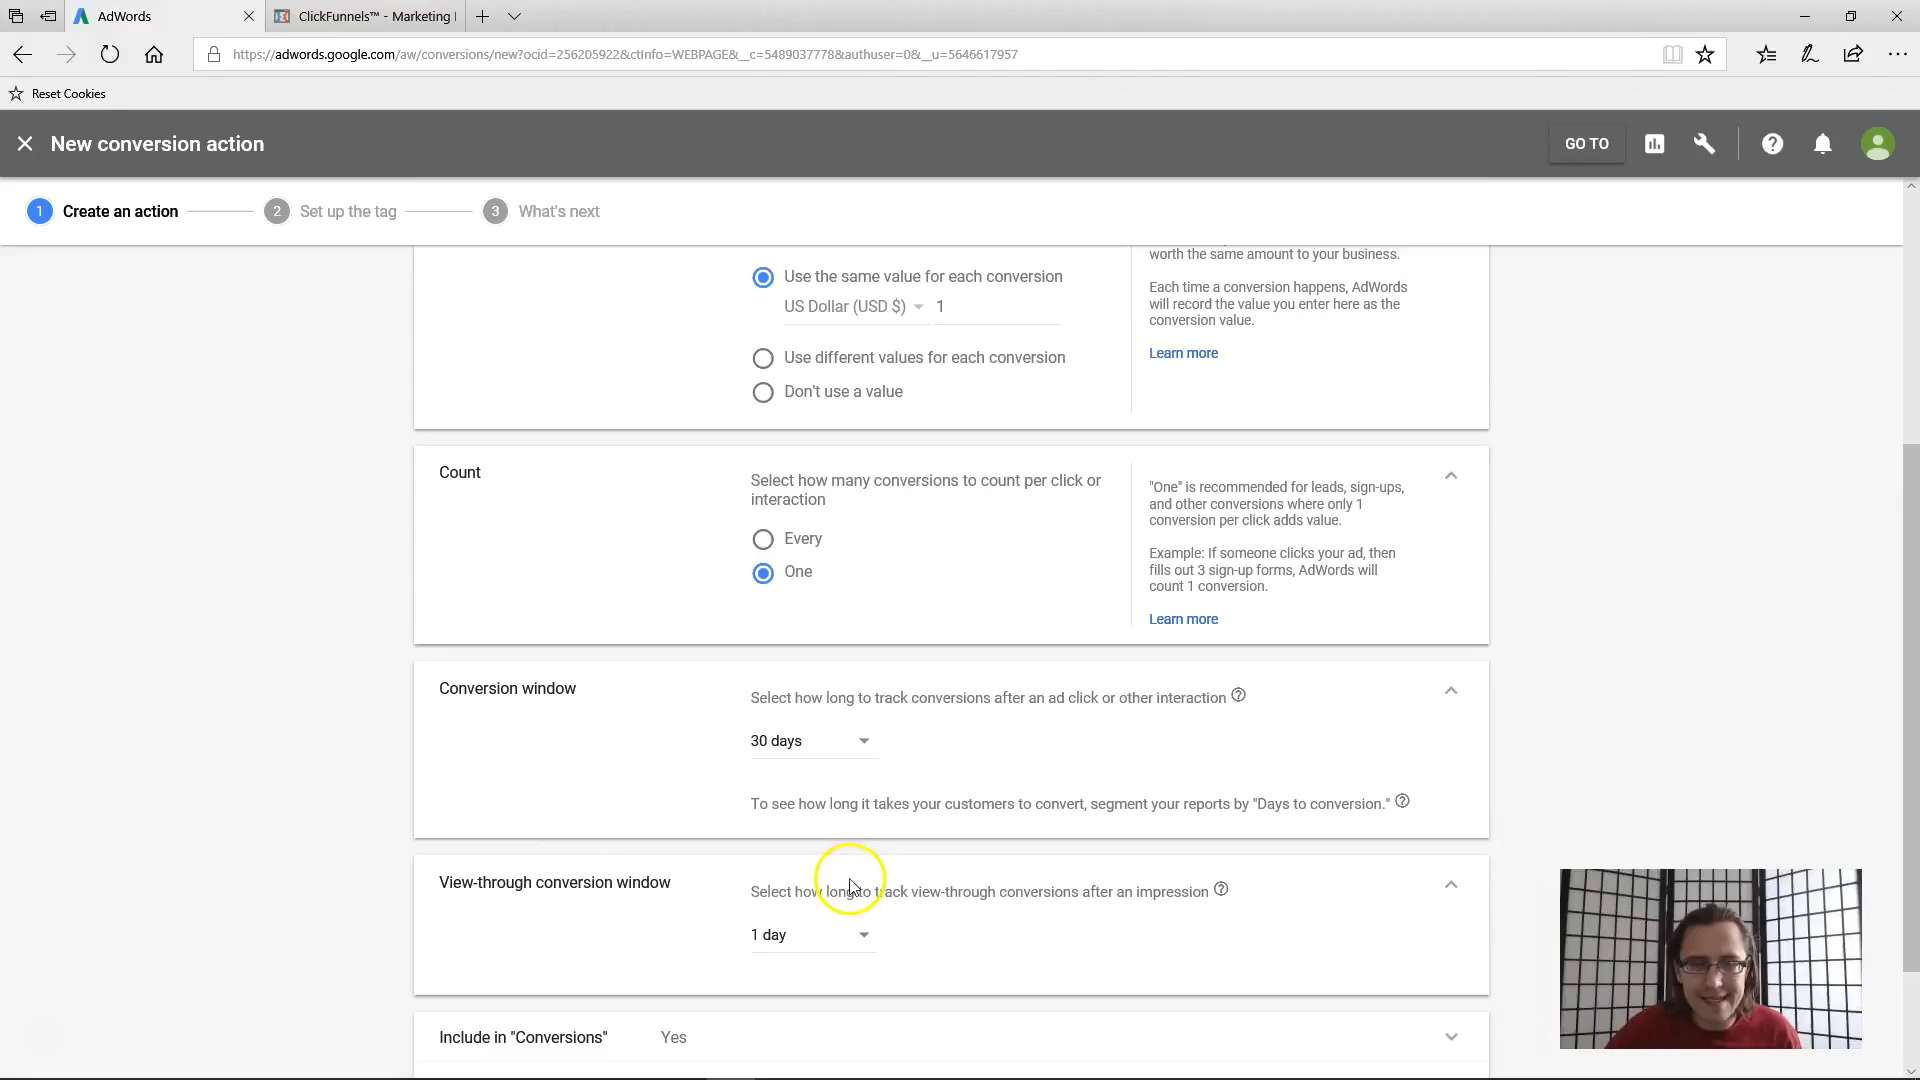 AdWords
ClickFunnels™ - Marketing
https://adwords.google.com/aw/conversions/new?ocid=256205922&ctInfo=WEBPAGE&__c=5489037778&authuser=0&__u=5646617957
Reset Cookies
New conversion action
GO TO
1 Create an action
2 Set up the tag
3 What's next
Use the same value for each conversion
US Dollar (USD $) 1
Use different values for each conversion
Don't use a value
worth the same amount to your business.
Each time a conversion happens, AdWords
will record the value you enter here as the
conversion value.
Learn more
Count
Select how many conversions to count per click or
interaction
Every
One
"One" is recommended for leads, sign-ups,
and other conversions where only 1
conversion per click adds value.
Example: If someone clicks your ad, then
fills out 3 sign-up forms, AdWords will
count 1 conversion.
Learn more
Conversion window
Select how long to track conversions after an ad click or other interaction
30 days
To see how long it takes your customers to convert, segment your reports by "Days to conversion."
View-through conversion window
Select how long to track view-through conversions after an impression
1 day
Include in "Conversions" Yes